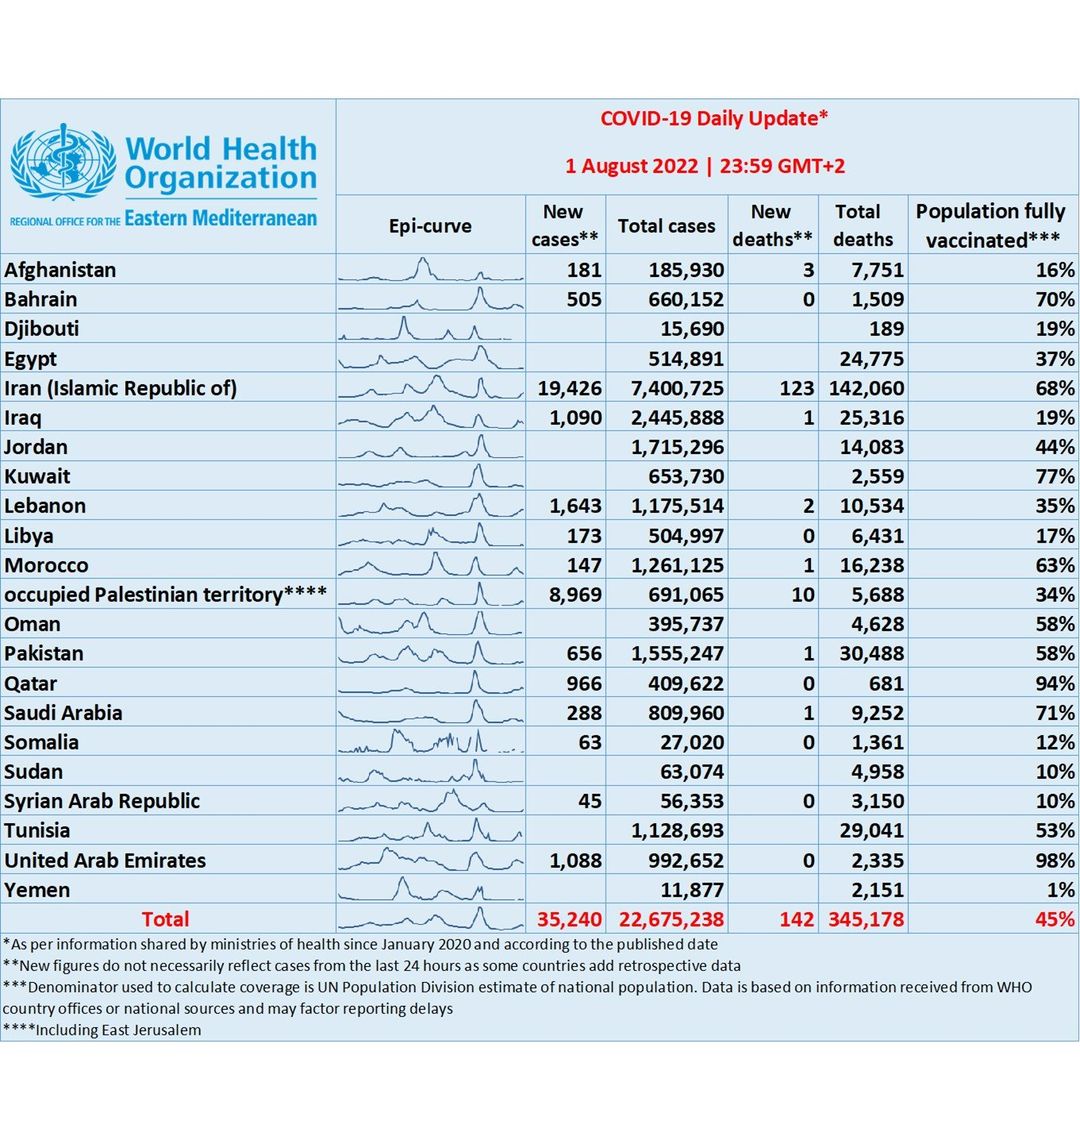 World Health
Organization
REGIONAL OFFICE FOR THE Eastern Mediterranean
COVID-19 Daily Update*
1 August 2022 | 23:59 GMT+2
Epi-curve New cases** Total cases New deaths** Total deaths Population fully vaccinated***
Afghanistan 181 185,930 3 7,751 16%
Bahrain 505 660,152 0 1,509 70%
Djibouti 15,690 189 19%
Egypt 514,891 24,775 37%
Iran (Islamic Republic of) 19,426 7,400,725 123 142,060 68%
Iraq 1,090 2,445,888 1 25,316 19%
Jordan 1,715,296 14,083 44%
Kuwait 653,730 2,559 77%
Lebanon 1,643 1,175,514 2 10,534 35%
Libya 173 504,997 0 6,431 17%
Morocco 147 1,261,125 1 16,238 63%
occupied Palestinian territory**** 8,969 691,065 10 5,688 34%
Oman 395,737 4,628 58%
Pakistan 656 1,555,247 1 30,488 58%
Qatar 966 409,622 0 681 94%
Saudi Arabia 288 809,960 1 9,252 71%
Somalia 63 27,020 0 1,361 12%
Sudan 63,074 4,958 10%
Syrian Arab Republic 45 56,353 0 3,150 10%
Tunisia 1,128,693 29,041 53%
United Arab Emirates 1,088 992,652 0 2,335 98%
Yemen 11,877 2,151 1%
Total 35,240 22,675,238 142 345,178 45%
*As per information shared by ministries of health since January 2020 and according to the published date
**New figures do not necessarily reflect cases from the last 24 hours as some countries add retrospective data
***Denominator used to calculate coverage is UN Population Division estimate of national population. Data is based on information received from WHO
country offices or national sources and may factor reporting delays
****Including East Jerusalem